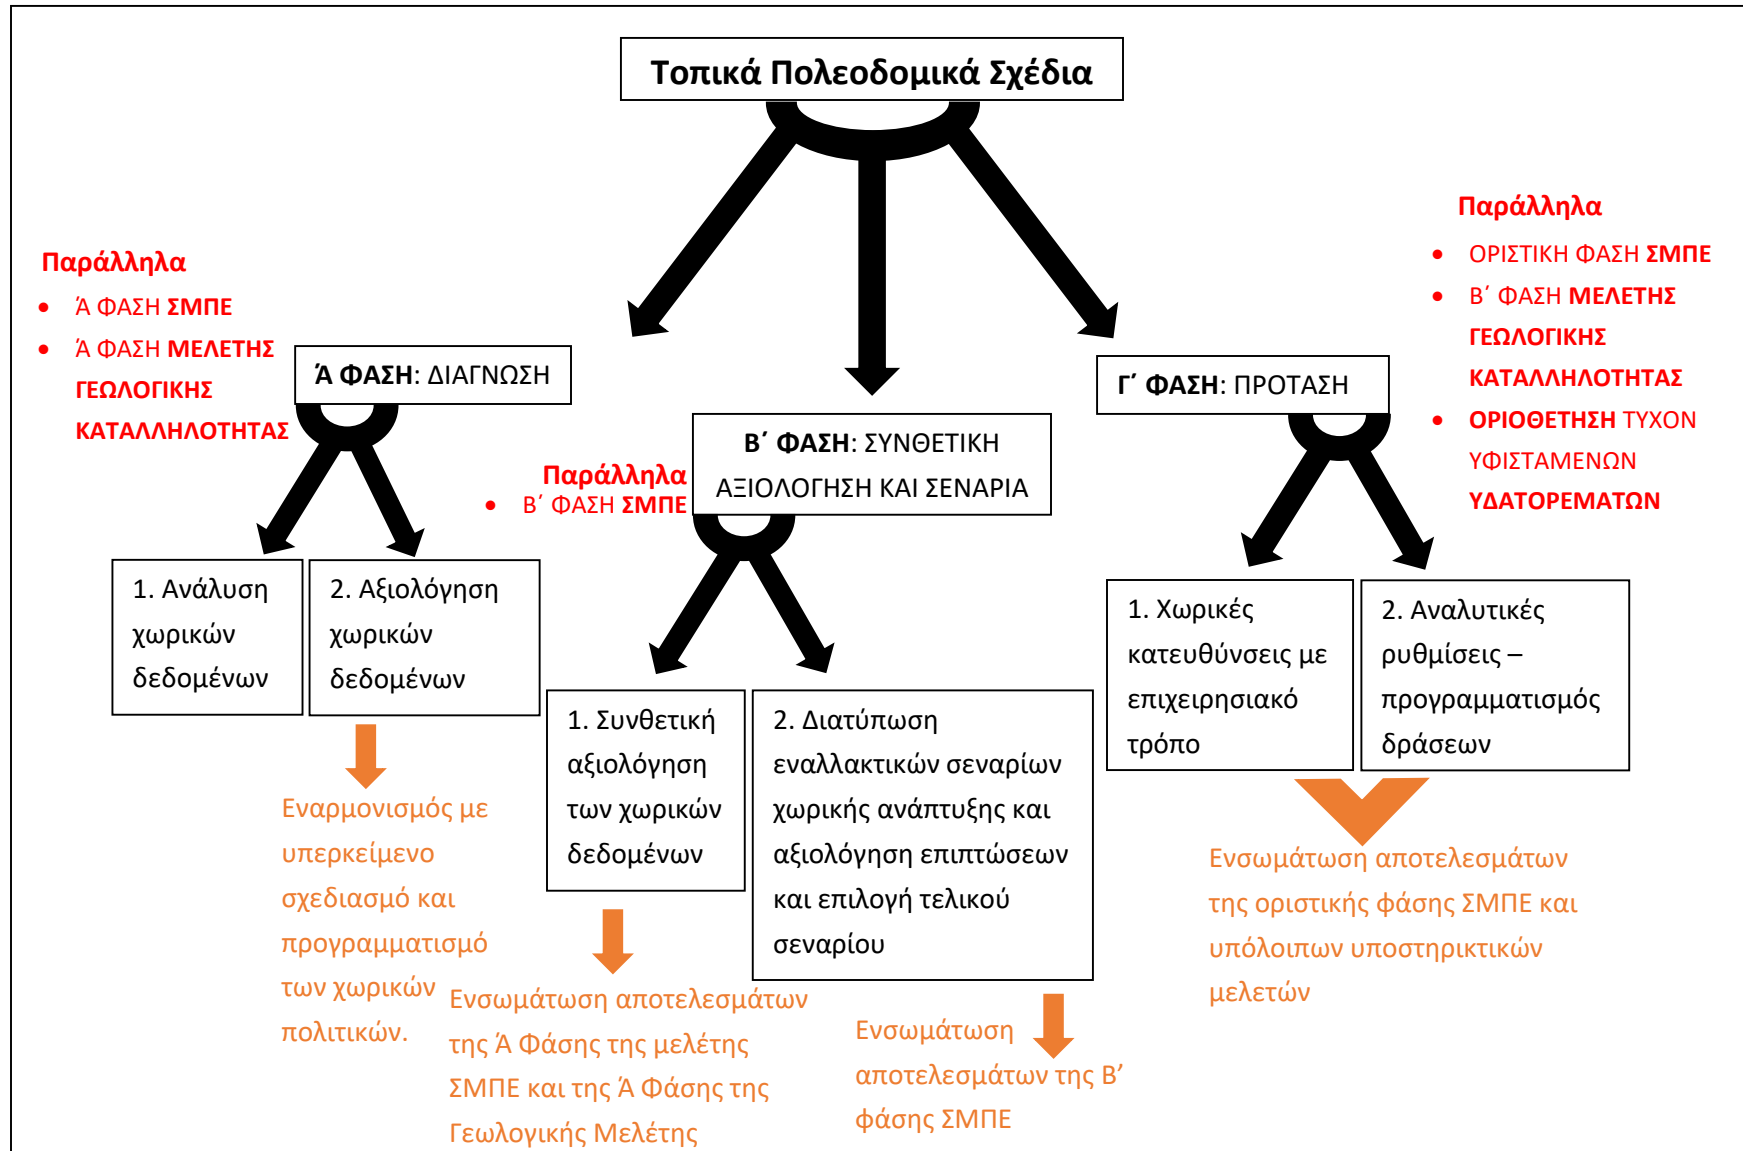 Τοπικά Πολεοδομικά Σχέδια
Παράλληλα
• Ά ΦΑΣΗ ΣΜΠΕ
• Ά ΦΑΣΗ ΜΕΛΕΤΗΣ
ΓΕΩΛΟΓΙΚΗΣ
ΚΑΤΑΛΛΗΛΟΤΗΤΑΣ
Ά ΦΑΣΗ: ΔΙΑΓΝΩΣΗ
1. Ανάλυση
χωρικών
δεδομένων
2. Αξιολόγηση
χωρικών
δεδομένων
Εναρμονισμός με
υπερκείμενο
σχεδιασμό και
προγραμματισμό
των χωρικών
πολιτικών.
Παράλληλα
• Β΄ ΦΑΣΗ ΣΜΠΕ
Β΄ ΦΑΣΗ: ΣΥΝΘΕΤΙΚΗ
ΑΞΙΟΛΟΓΗΣΗ ΚΑΙ ΣΕΝΑΡΙΑ
1. Συνθετική
αξιολόγηση
των χωρικών
δεδομένων
2. Διατύπωση
εναλλακτικών σεναρίων
χωρικής ανάπτυξης και
αξιολόγηση επιπτώσεων
και επιλογή τελικού
σεναρίου
Ενσωμάτωση αποτελεσμάτων
της Ά Φάσης της μελέτης
ΣΜΠΕ και της Ά Φάσης της
Γεωλογικής Μελέτης
Ενσωμάτωση
αποτελεσμάτων της Β’
φάσης ΣΜΠΕ
Παράλληλα
• ΟΡΙΣΤΙΚΗ ΦΑΣΗ ΣΜΠΕ
• Β΄ ΦΑΣΗ ΜΕΛΕΤΗΣ
ΓΕΩΛΟΓΙΚΗΣ
ΚΑΤΑΛΛΗΛΟΤΗΤΑΣ
• ΟΡΙΟΘΕΤΗΣΗ ΤΥΧΟΝ
ΥΦΙΣΤΑΜΕΝΩΝ
ΥΔΑΤΟΡΕΜΑΤΩΝ
Γ΄ ΦΑΣΗ: ΠΡΟΤΑΣΗ
1. Χωρικές
κατευθύνσεις με
επιχειρησιακό
τρόπο
2. Αναλυτικές
ρυθμίσεις –
προγραμματισμός
δράσεων
Ενσωμάτωση αποτελεσμάτων
της οριστικής φάσης ΣΜΠΕ και
υπόλοιπων υποστηρικτικών
μελετών